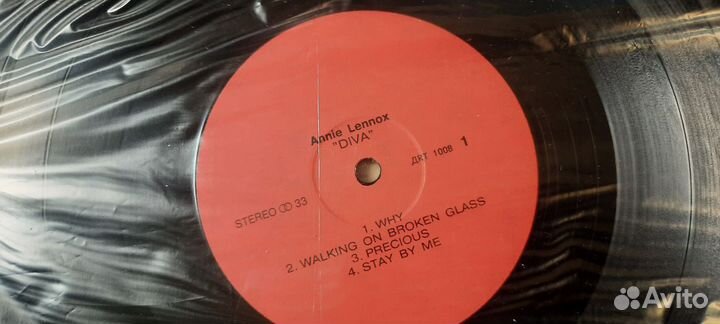 Annie Lennox
"DIVA"
STEREO 33
ДRT 1008 1
1. WHY
2. WALKING ON BROKEN GLASS
3. PRECIOUS
4. STAY BY ME
Avito